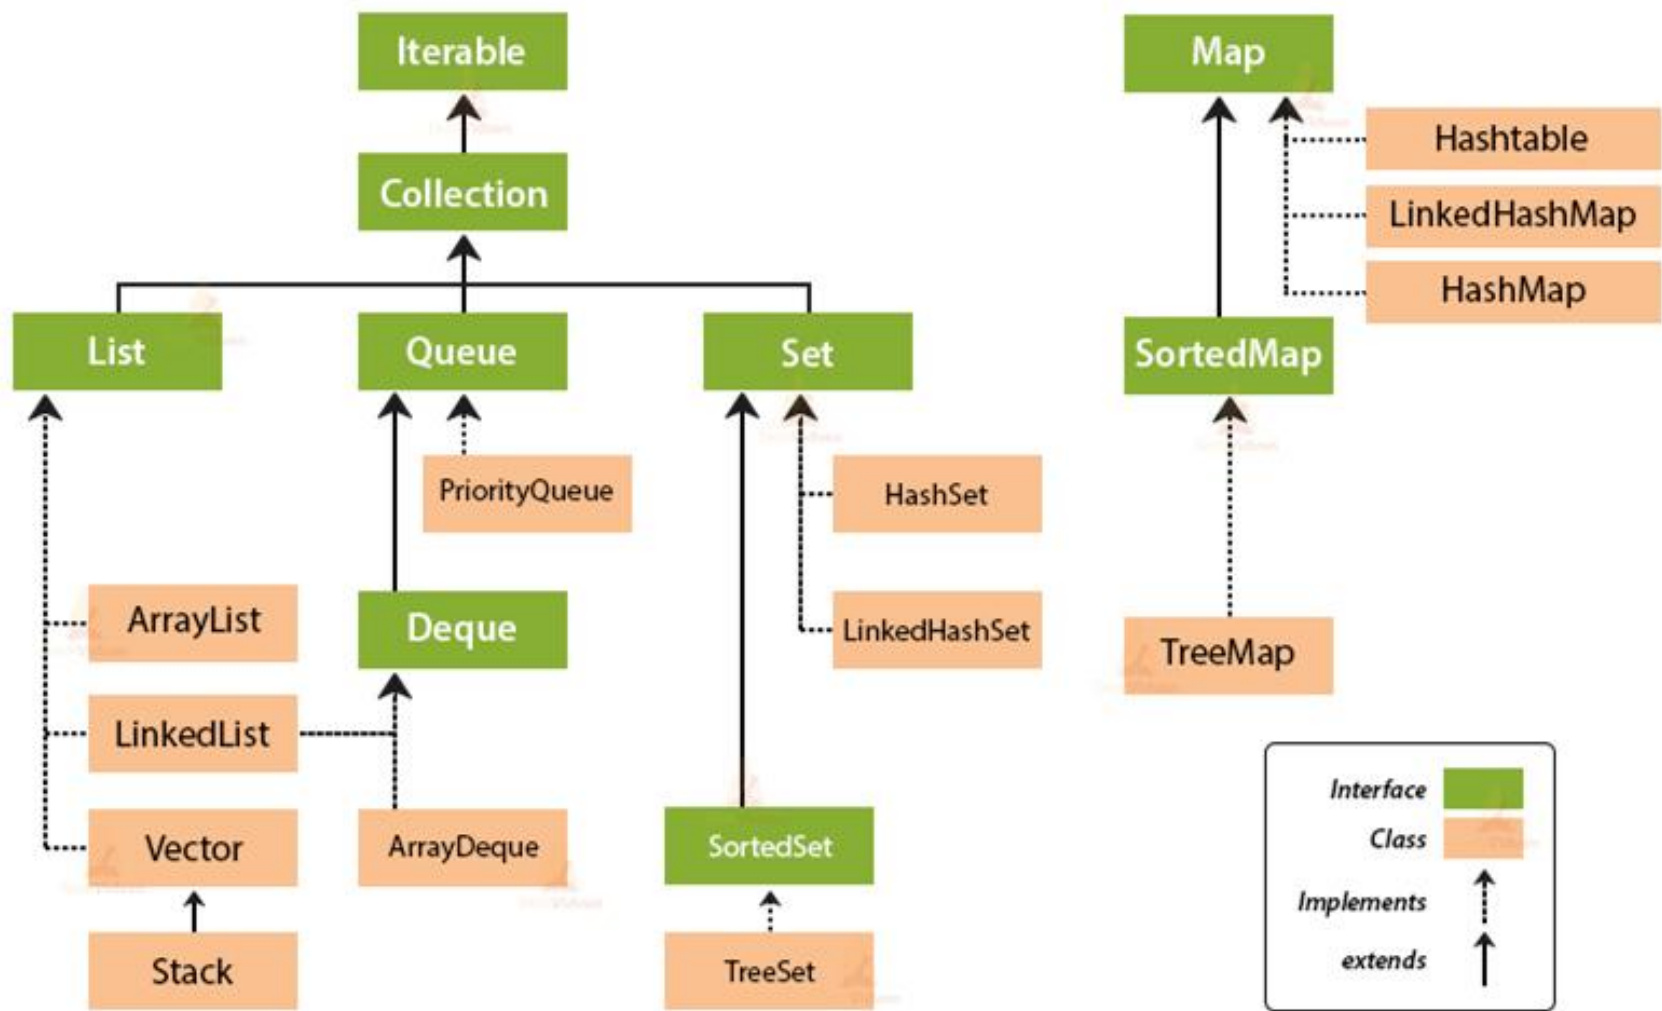 Iterable
Map
Hashtable
Collection
LinkedHashMap
HashMap
List
Queue
Set
SortedMap
PriorityQueue
HashSet
ArrayList
Deque
LinkedHashSet
TreeMap
LinkedList
Vector
ArrayDeque
SortedSet
Stack
TreeSet
Interface
Class
Implements
extends